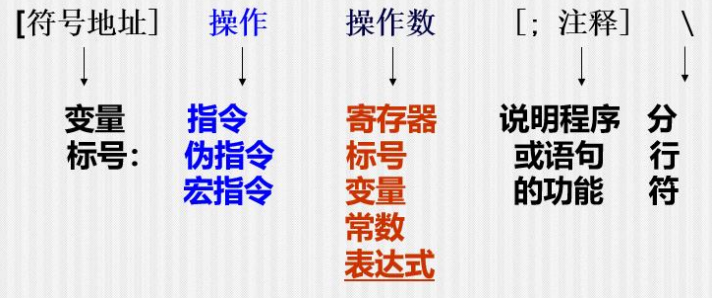 [符号地址] 操作 操作数 [；注释] \
变量 指令 寄存器 说明程序 分
标号： 伪指令 标号 或语句 行
宏指令 变量 的功能 符
常数
表达式